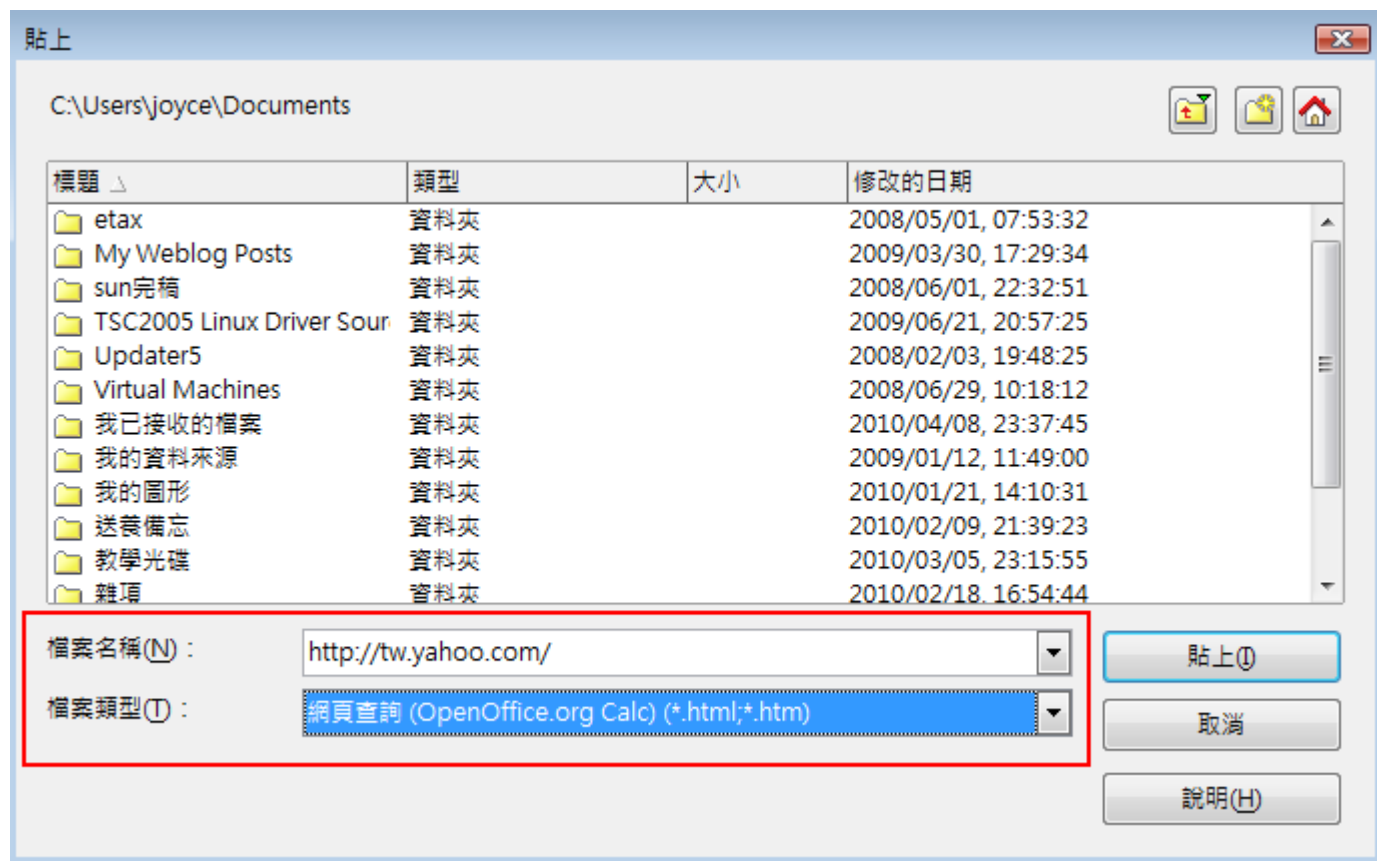 貼上
C:\Users\joyce\Documents
標題 類型 大小 修改的日期
etax 資料夾 2008/05/01, 07:53:32
My Weblog Posts 資料夾 2009/03/30, 17:29:34
sun完稿 資料夾 2008/06/01, 22:32:51
TSC2005 Linux Driver Sour 資料夾 2009/06/21, 20:57:25
Updater5 資料夾 2008/02/03, 19:48:25
Virtual Machines 資料夾 2008/06/29, 10:18:12
我已接收的檔案 資料夾 2010/04/08, 23:37:45
我的資料來源 資料夾 2009/01/12, 11:49:00
我的圖形 資料夾 2010/01/21, 14:10:31
送養備忘 資料夾 2010/02/09, 21:39:23
教學光碟 資料夾 2010/03/05, 23:15:55
雜項 資料夾 2010/02/18, 16:54:44
檔案名稱(N)： http://tw.yahoo.com/ 貼上(I)
檔案類型(T)： 網頁查詢 (OpenOffice.org Calc) (*.html;*.htm)
取消
說明(H)